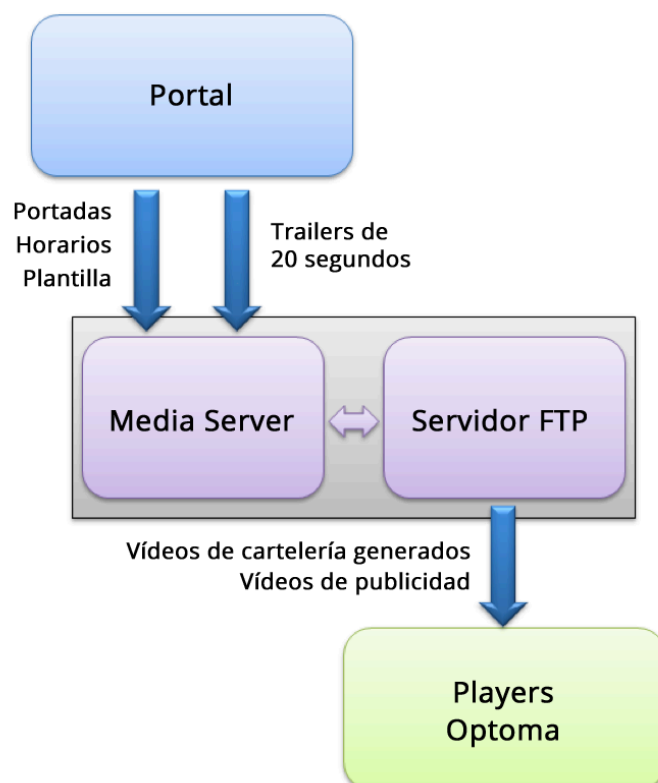 Portal
Portadas
Horarios
Plantilla
Trailers de
20 segundos
Media Server
Servidor FTP
Vídeos de cartelería generados
Vídeos de publicidad
Players
Optoma